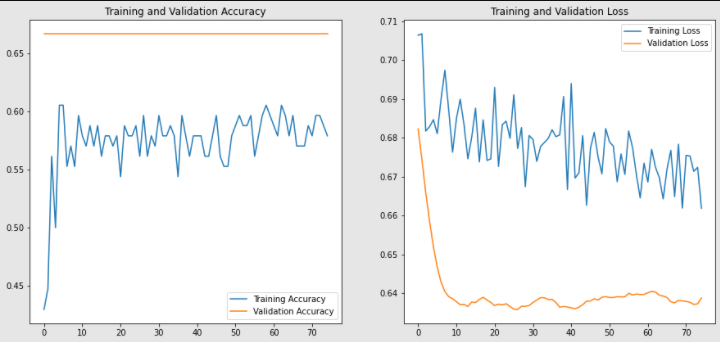 Training and Validation Accuracy
0.65
0.60
0.55
0.50
0.45
0 10 20 30 40 50 60 70
Training Accuracy
Validation Accuracy
Training and Validation Loss
0.71
0.70
0.69
0.68
0.67
0.66
0.65
0.64
0 10 20 30 40 50 60 70
Training Loss
Validation Loss